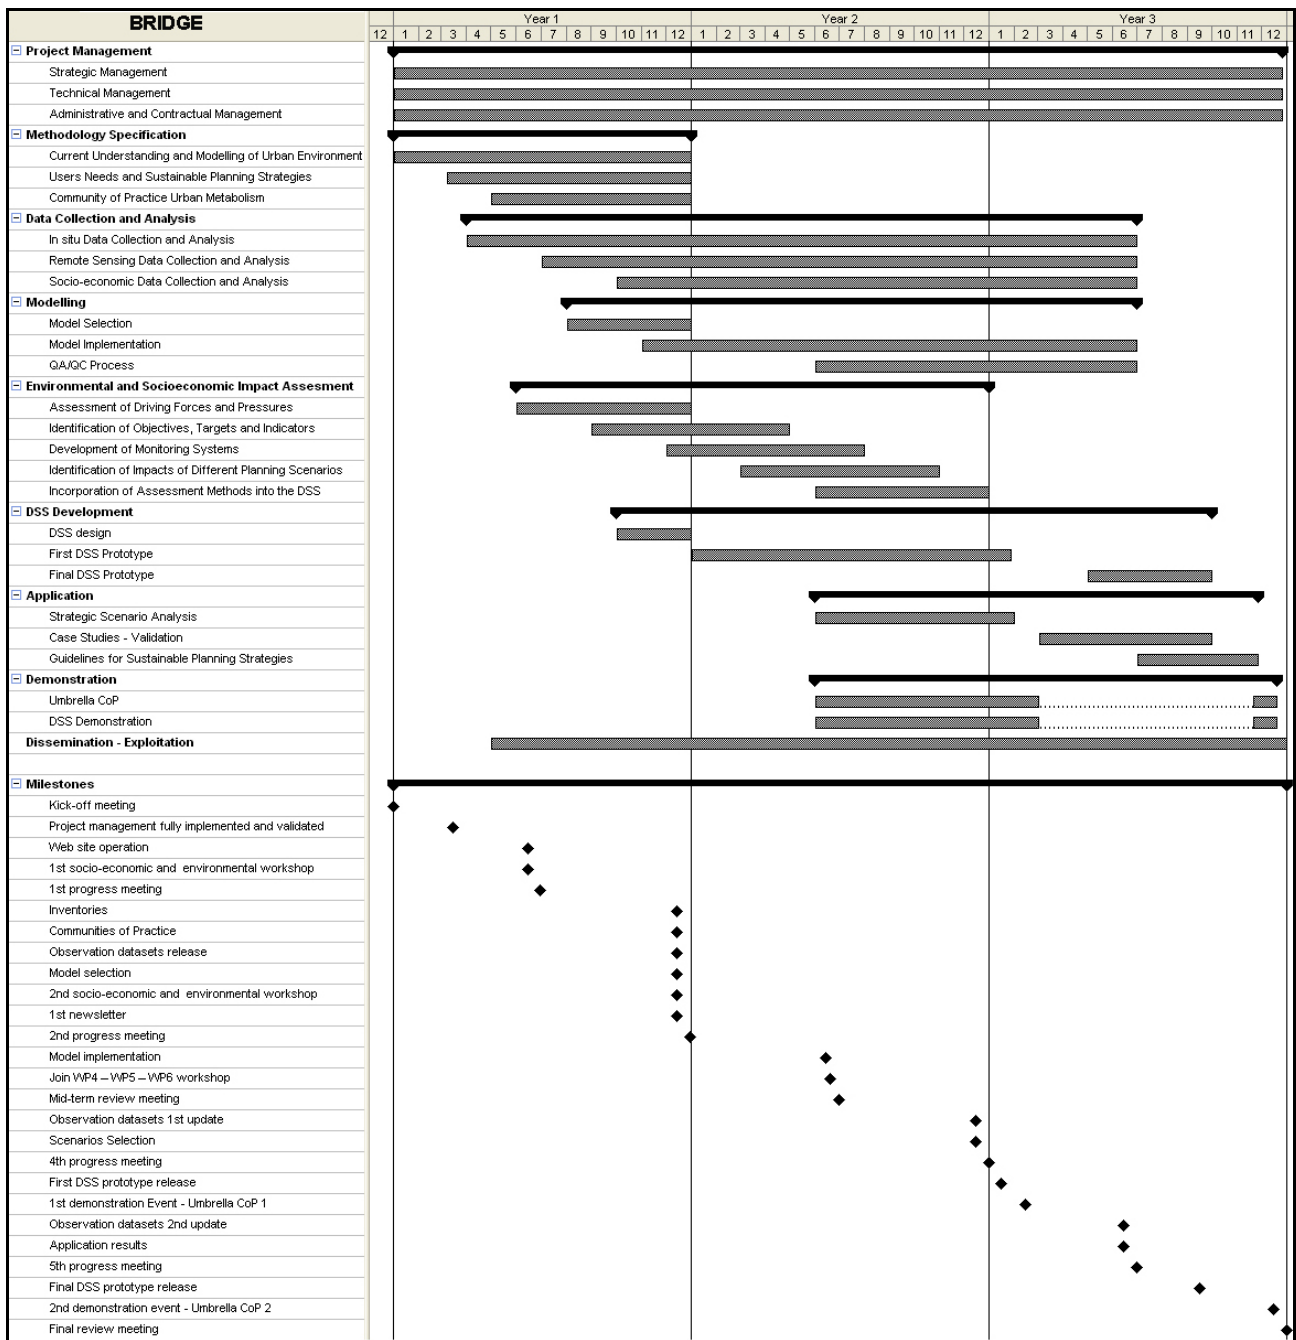 BRIDGE
Year 1 Year 2 Year 3
12 1 2 3 4 5 6 7 8 9 10 11 12 1 2 3 4 5 6 7 8 9 10 11 12 1 2 3 4 5 6 7 8 9 10 11 12
Project Management
Strategic Management
Technical Management
Administrative and Contractual Management
Methodology Specification
Current Understanding and Modelling of Urban Environment
Users Needs and Sustainable Planning Strategies
Community of Practice Urban Metabolism
Data Collection and Analysis
In situ Data Collection and Analysis
Remote Sensing Data Collection and Analysis
Socio-economic Data Collection and Analysis
Modelling
Model Selection
Model Implementation
QA/QC Process
Environmental and Socioeconomic Impact Assesment
Assessment of Driving Forces and Pressures
Identification of Objectives, Targets and Indicators
Development of Monitoring Systems
Identification of Impacts of Different Planning Scenarios
Incorporation of Assessment Methods into the DSS
DSS Development
DSS design
First DSS Prototype
Final DSS Prototype
Application
Strategic Scenario Analysis
Case Studies - Validation
Guidelines for Sustainable Planning Strategies
Demonstration
Umbrella CoP
DSS Demonstration
Dissemination - Exploitation
Milestones
Kick-off meeting
Project management fully implemented and validated
Web site operation
1st socio-economic and environmental workshop
1st progress meeting
Inventories
Communities of Practice
Observation datasets release
Model selection
2nd socio-economic and environmental workshop
1st newsletter
2nd progress meeting
Model implementation
Join WP4 – WP5 – WP6 workshop
Mid-term review meeting
Observation datasets 1st update
Scenarios Selection
4th progress meeting
First DSS prototype release
1st demonstration Event - Umbrella CoP 1
Observation datasets 2nd update
Application results
5th progress meeting
Final DSS prototype release
2nd demonstration event - Umbrella CoP 2
Final review meeting